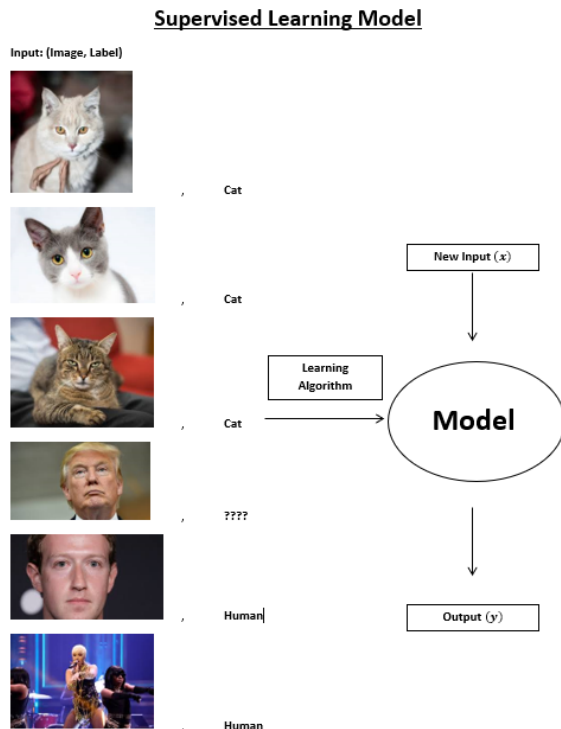 Supervised Learning Model
Input: (Image, Label)
, Cat
, Cat
, Cat
, ????
, Human
, Human
New Input (x)
Learning
Algorithm
Model
Output (y)